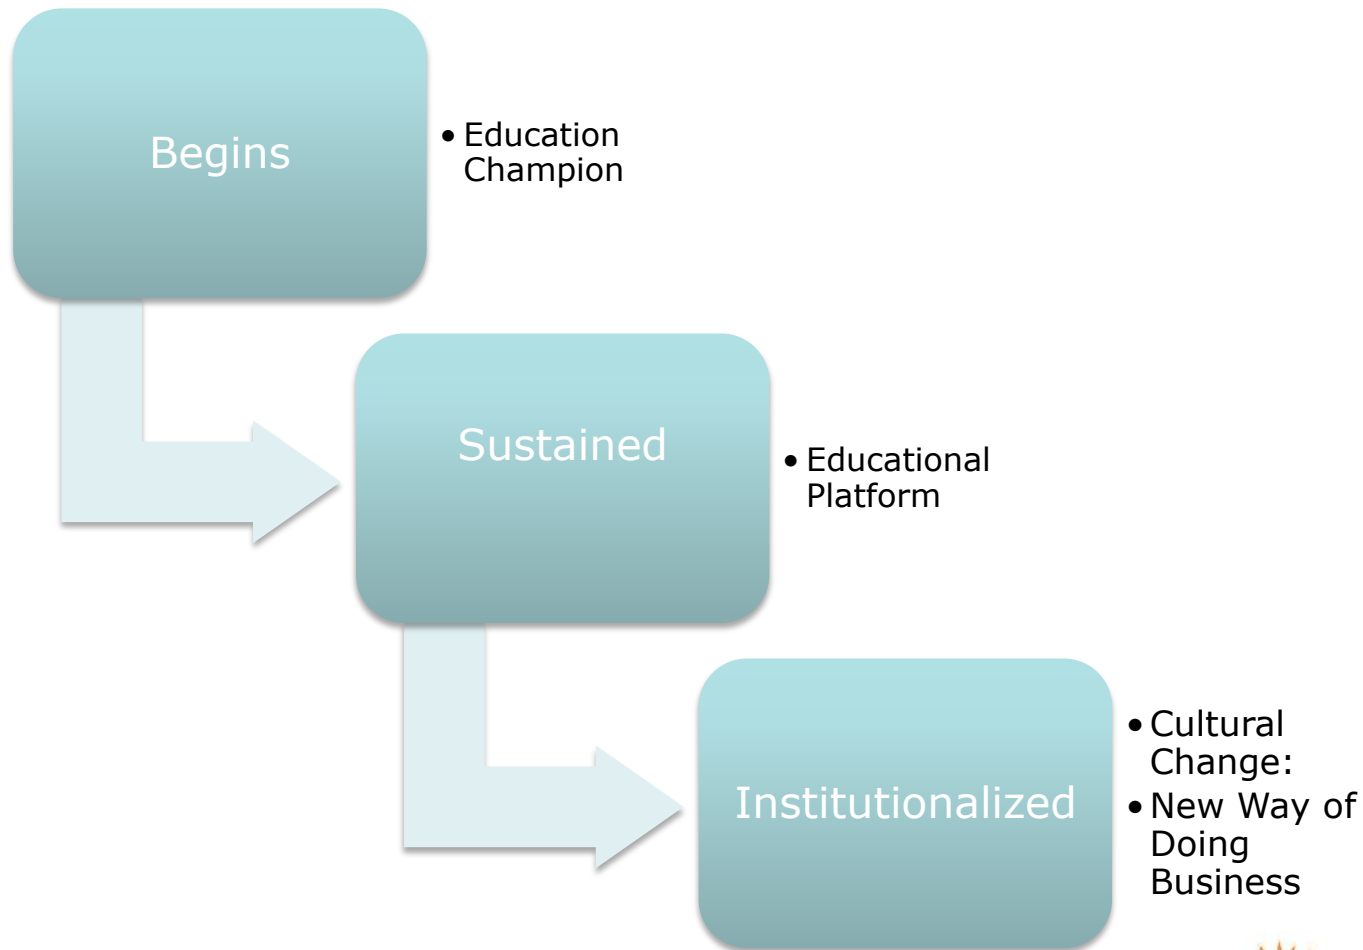 Begins
• Education
Champion
Sustained
• Educational
Platform
Institutionalized
• Cultural
Change:
• New Way of
Doing
Business